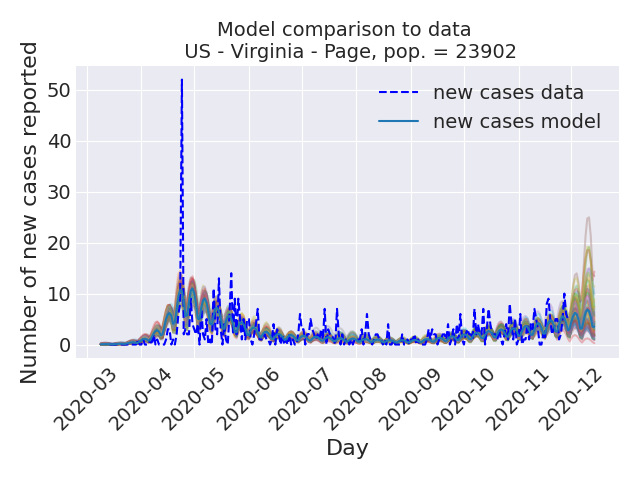 Model comparison to data
US - Virginia - Page, pop. = 23902
new cases data
new cases model
Number of new cases reported
50
40
30
20
10
0
2020-03
2020-04
2020-05
2020-06
2020-07
2020-08
2020-09
2020-10
2020-11
2020-12
Day